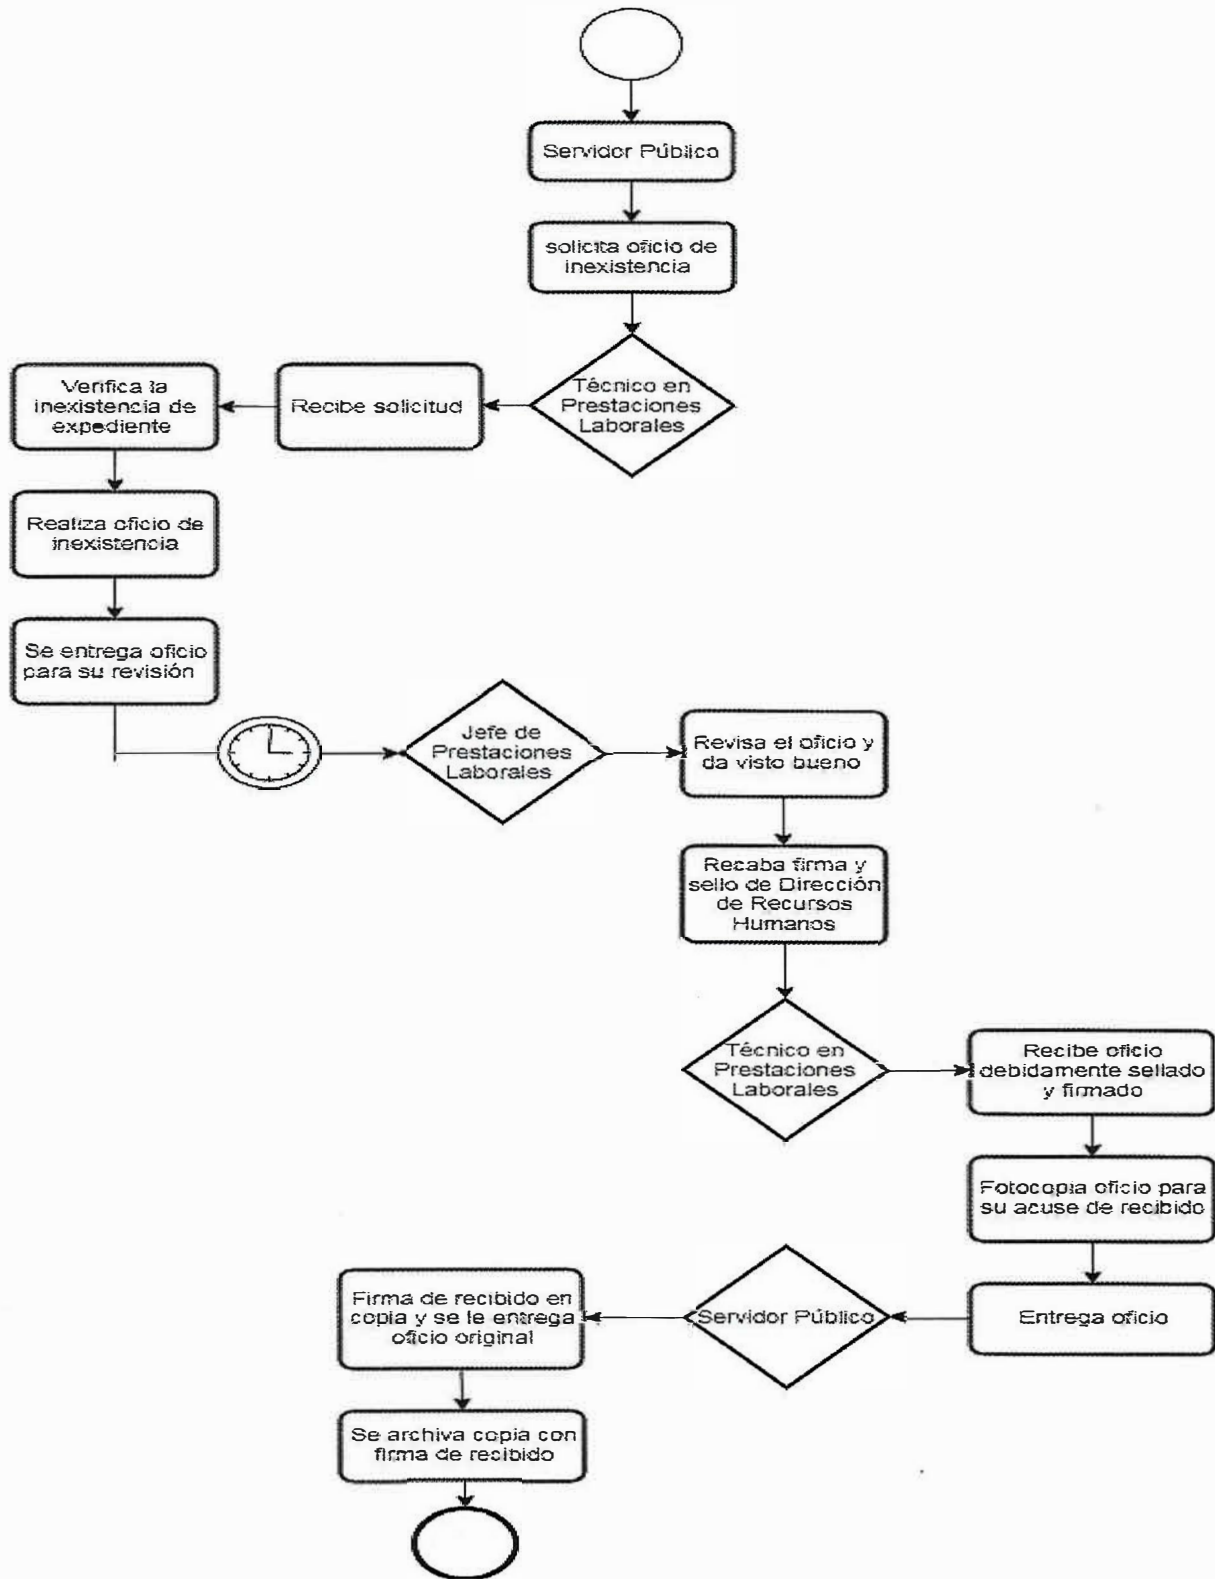 Servidor Público
solicita oficio de
inexistencia
Técnico en
Prestaciones
Laborales
Recibe solicitud
Verifica la
inexistencia de
expediente
Realiza oficio de
inexistencia
Se entrega oficio
para su revisión
Jefe de
Prestaciones
Laborales
Revisa el oficio y
da visto bueno
Recaba firma y
sello de Dirección
de Recursos
Humanos
Técnico en
Prestaciones
Laborales
Recibe oficio
debidamente sellado
y firmado
Fotocopia oficio para
su acuse de recibido
Entrega oficio
Servidor Público
Firma de recibido en
copia y se le entrega
oficio original
Se archiva copia con
firma de recibido